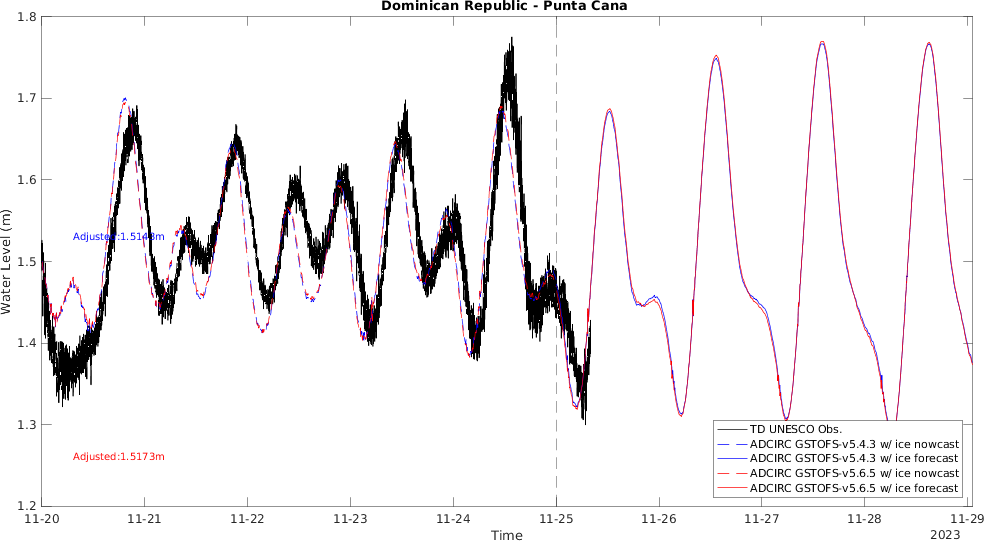 Dominican Republic - Punta Cana
1.8
1.7
1.6
1.5
1.4
1.3
1.2
Water Level (m)
Adjusted:1.5148m
Adjusted:1.5173m
TD UNESCO Obs.
ADCIRC GSTOFS-v5.4.3 w/ ice nowcast
ADCIRC GSTOFS-v5.4.3 w/ ice forecast
ADCIRC GSTOFS-v5.6.5 w/ ice nowcast
ADCIRC GSTOFS-v5.6.5 w/ ice forecast
11-20 11-21 11-22 11-23 11-24 11-25 11-26 11-27 11-28 11-29
Time
2023